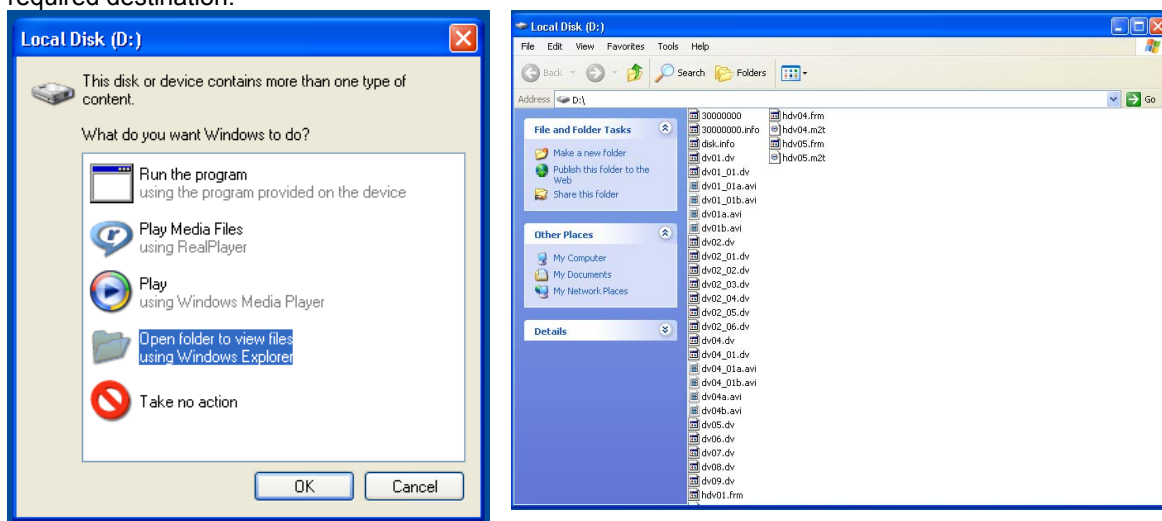 required destination.
Local Disk (D:)
This disk or device contains more than one type of
content.
What do you want Windows to do?
Run the program
using the program provided on the device
Play Media Files
using RealPlayer
Play
using Windows Media Player
Open folder to view files
using Windows Explorer
Take no action
OK Cancel
Local Disk (D:)
File Edit View Favorites Tools Help
Back Search Folders
Address D:\ Go
File and Folder Tasks
Make a new folder
Publish this folder to the
Web
Share this folder
Other Places
My Computer
My Documents
My Network Places
Details
30000000
30000000.info
disk.info
dv01.dv
dv01_01.dv
dv01_01a.avi
dv01_01b.avi
dv01a.avi
dv01b.avi
dv02.dv
dv02_01.dv
dv02_02.dv
dv02_03.dv
dv02_04.dv
dv02_05.dv
dv02_06.dv
dv04.dv
dv04_01.dv
dv04_01a.avi
dv04_01b.avi
dv04a.avi
dv04b.avi
dv05.dv
dv06.dv
dv07.dv
dv08.dv
dv09.dv
hdv01.frm
hdv04.frm
hdv04.m2t
hdv05.frm
hdv05.m2t